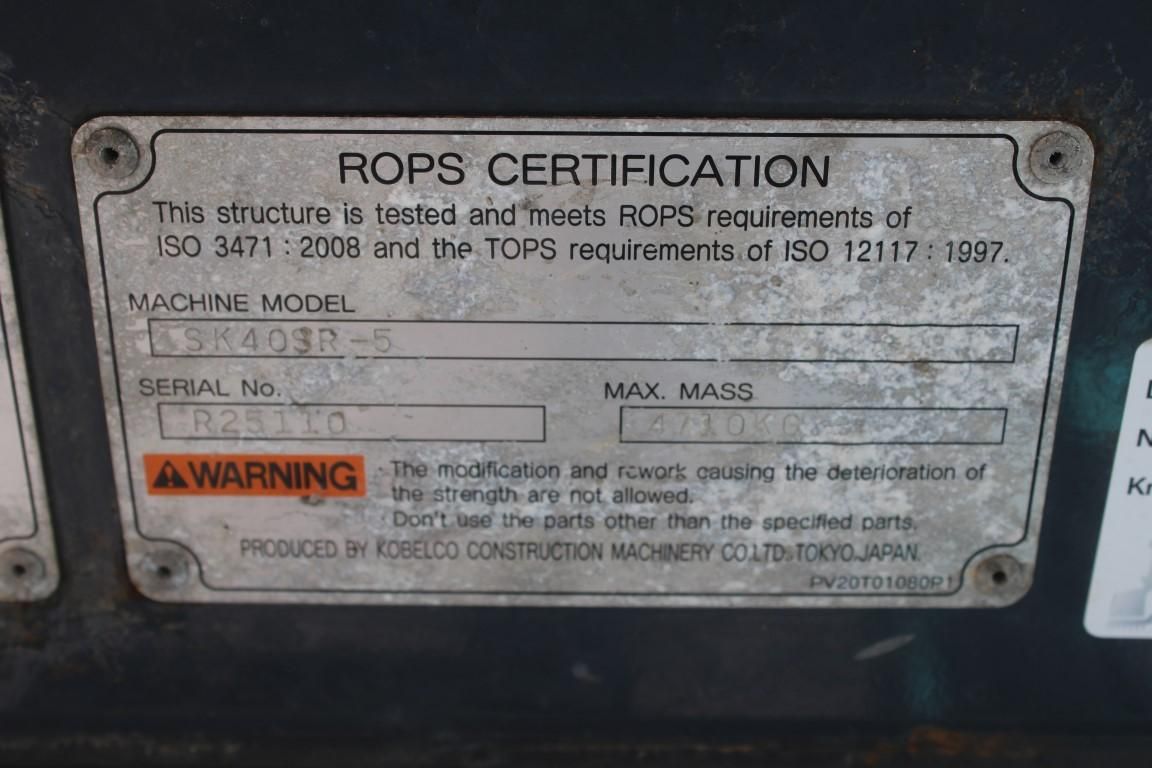 ROPS CERTIFICATION
This structure is tested and meets ROPS requirements of
ISO 3471 : 2008 and the TOPS requirements of ISO 12117 : 1997.
MACHINE MODEL
SK40SR-5
SERIAL No.
MAX. MASS
R25110
4710KG
WARNING
· The modification and rework causing the deterioration of
the strength are not allowed.
· Don't use the parts other than the specified parts.
PRODUCED BY KOBELCO CONSTRUCTION MACHINERY CO.LTD.TOKYO.JAPAN.
PV20T01080P1